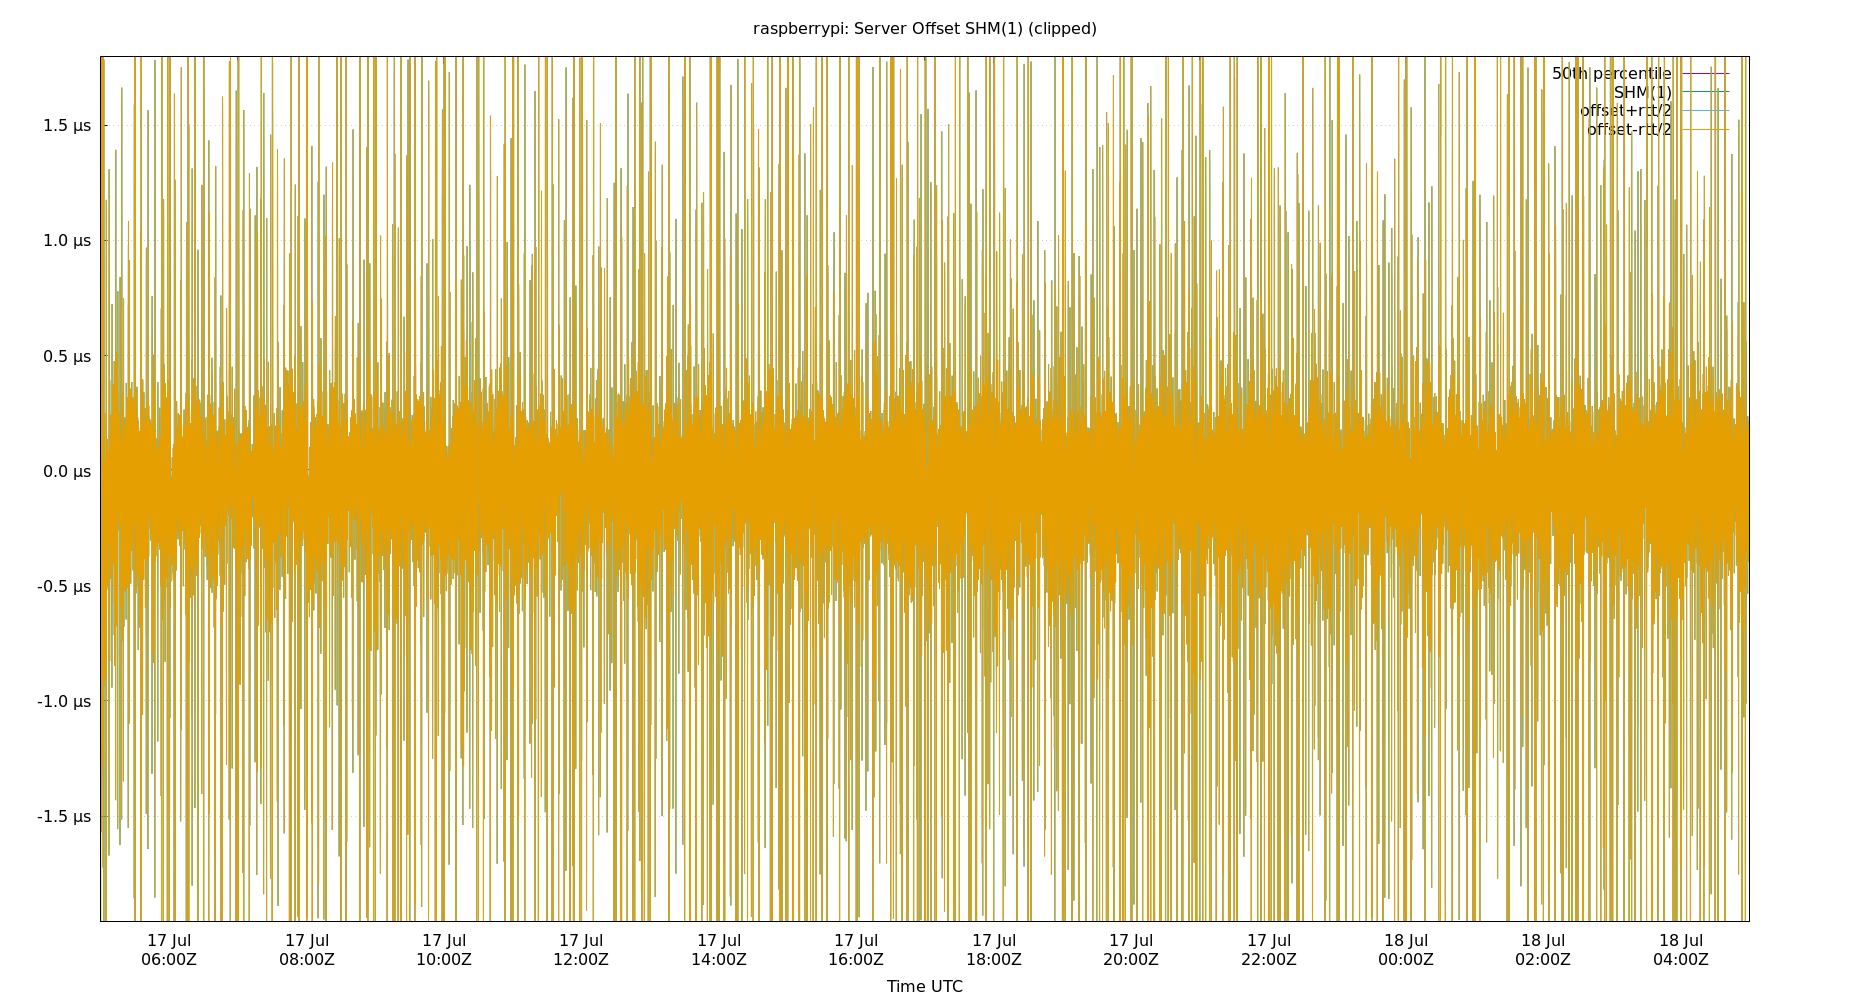 raspberrypi: Server Offset SHM(1) (clipped)
50th percentile
SHM(1)
offset+rtt/2
offset-rtt/2
1.5 µs
1.0 µs
0.5 µs
0.0 µs
-0.5 µs
-1.0 µs
-1.5 µs
17 Jul 17 Jul 17 Jul 17 Jul 17 Jul 17 Jul 17 Jul 17 Jul 17 Jul 18 Jul 18 Jul 18 Jul
06:00Z 08:00Z 10:00Z 12:00Z 14:00Z 16:00Z 18:00Z 20:00Z 22:00Z 00:00Z 02:00Z 04:00Z
Time UTC